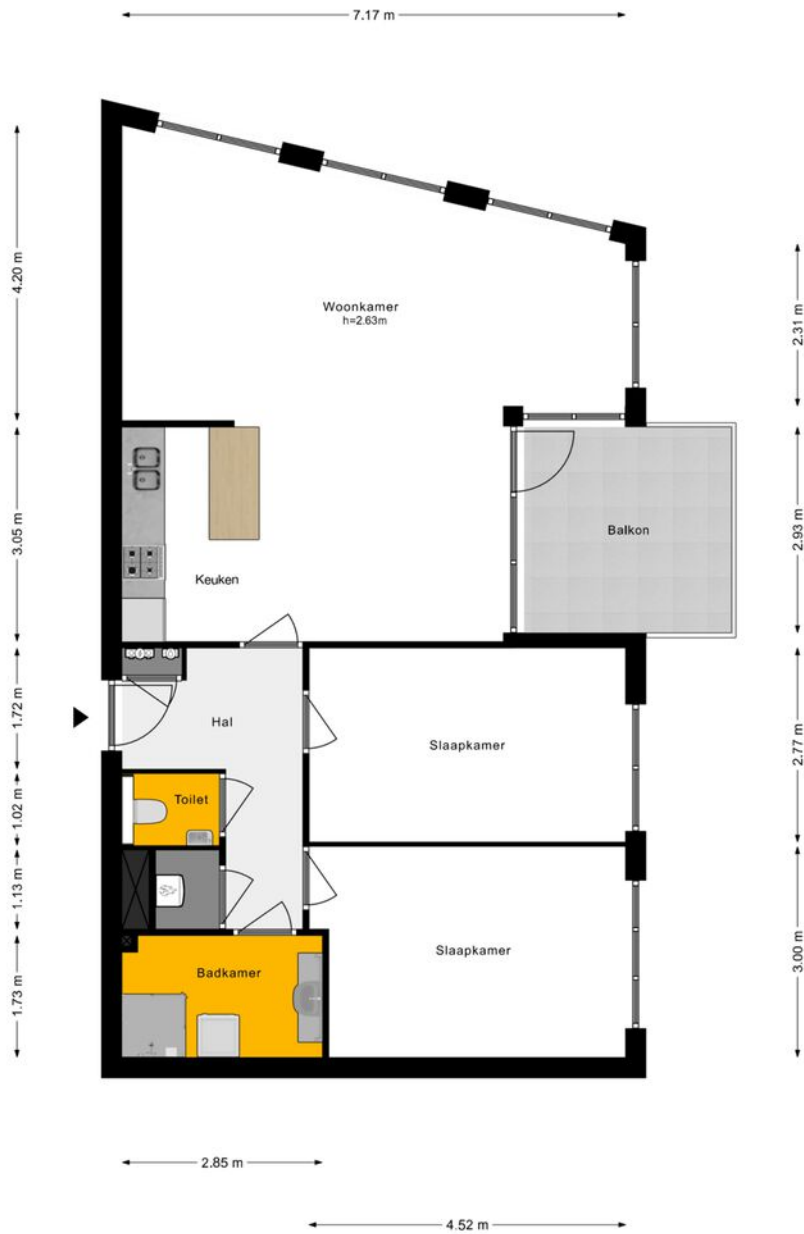 7.17 m
4.20 m
Woonkamer
h=2.63m
2.31 m
3.05 m
Keuken
Balkon
2.93 m
1.72 m
Hal
Slaapkamer
2.77 m
Toilet
1.02 m
1.13 m
Slaapkamer
3.00 m
Badkamer
1.73 m
2.85 m
4.52 m